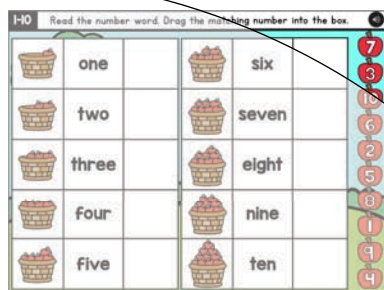 1-10 Read the number word. Drag the matching number into the box.
one six 7
3
two seven 10
6
three eight 2
5
four nine 8
1
five ten 9
4